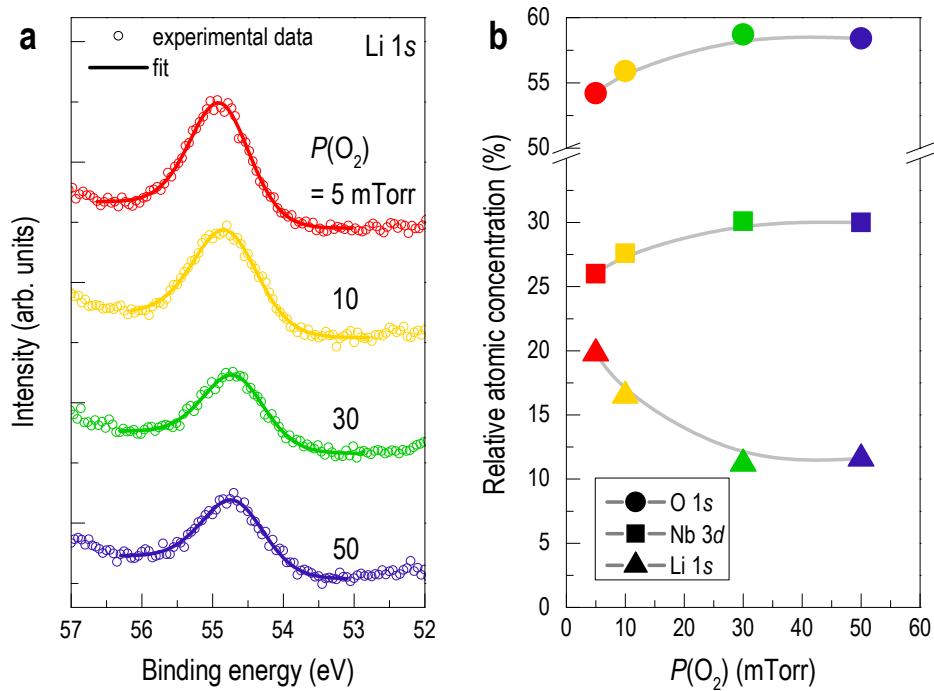 a
experimental data
fit
Li 1s
P(O2)
= 5 mTorr
10
30
50
Intensity (arb. units)
57 56 55 54 53 52
Binding energy (eV)
b
60
55
50
30
25
20
15
10
5
0
Relative atomic concentration (%)
O 1s
Nb 3d
Li 1s
0 10 20 30 40 50 60
P(O2) (mTorr)